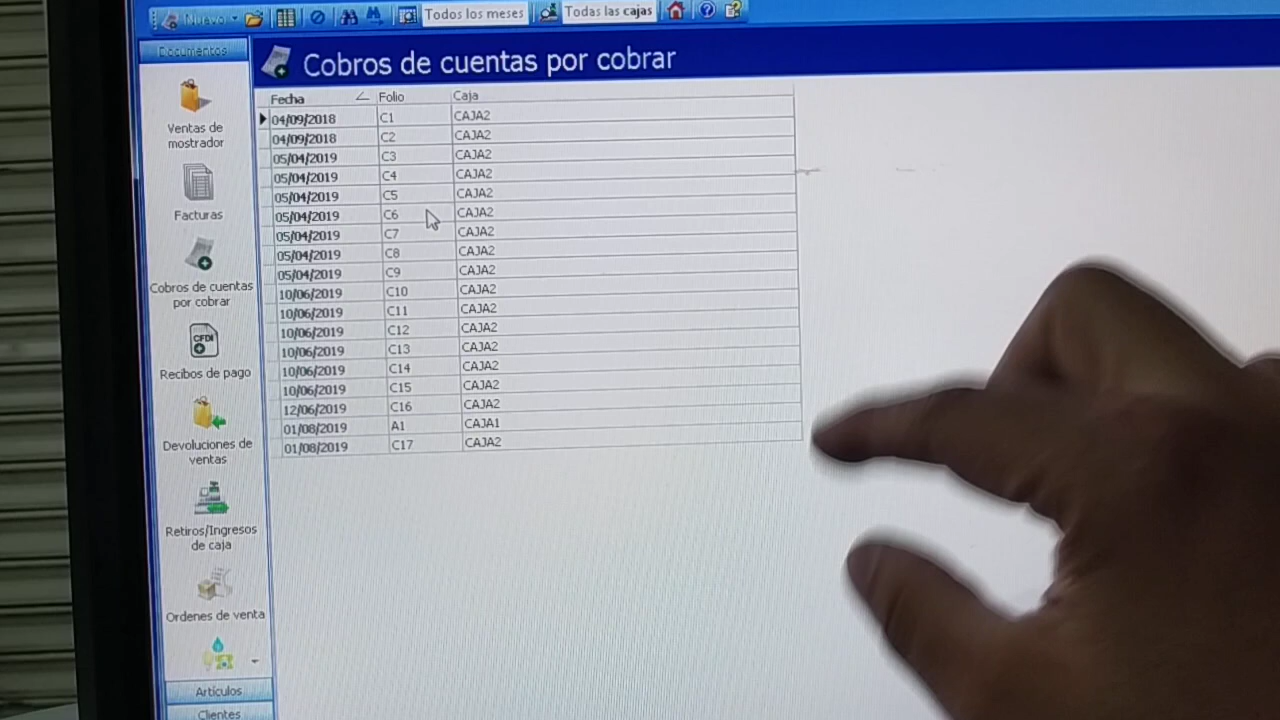 Nuevo
Todos los meses
Todas las cajas
Documentos
Ventas de
mostrador
Facturas
Cobros de cuentas
por cobrar
CFDI
Recibos de pago
Devoluciones de
ventas
Retiros/Ingresos
de caja
Ordenes de venta
Artículos
Clientes
Cobros de cuentas por cobrar
Fecha Folio Caja
04/09/2018 C1 CAJA2
04/09/2018 C2 CAJA2
05/04/2019 C3 CAJA2
05/04/2019 C4 CAJA2
05/04/2019 C5 CAJA2
05/04/2019 C6 CAJA2
05/04/2019 C7 CAJA2
05/04/2019 C8 CAJA2
05/04/2019 C9 CAJA2
10/06/2019 C10 CAJA2
10/06/2019 C11 CAJA2
10/06/2019 C12 CAJA2
10/06/2019 C13 CAJA2
10/06/2019 C14 CAJA2
10/06/2019 C15 CAJA2
12/06/2019 C16 CAJA2
01/08/2019 A1 CAJA1
01/08/2019 C17 CAJA2